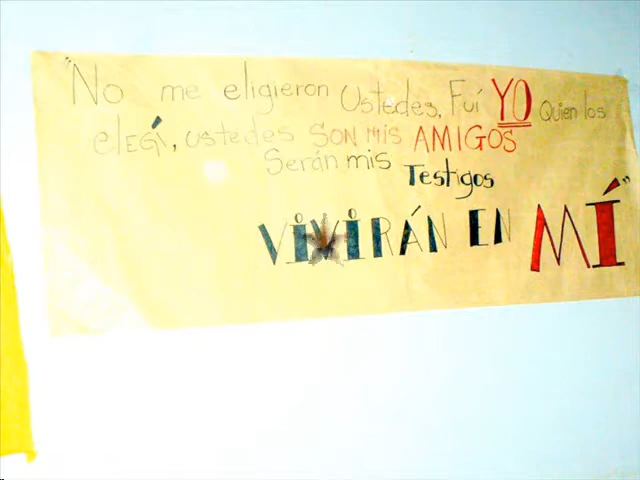 "No me eligieron Ustedes. Fuí YO Quien los
elEGÍ, ustedes SON MIS AMIGOS
Serán mis Testigos
VIVIRÁN EN MÍ"